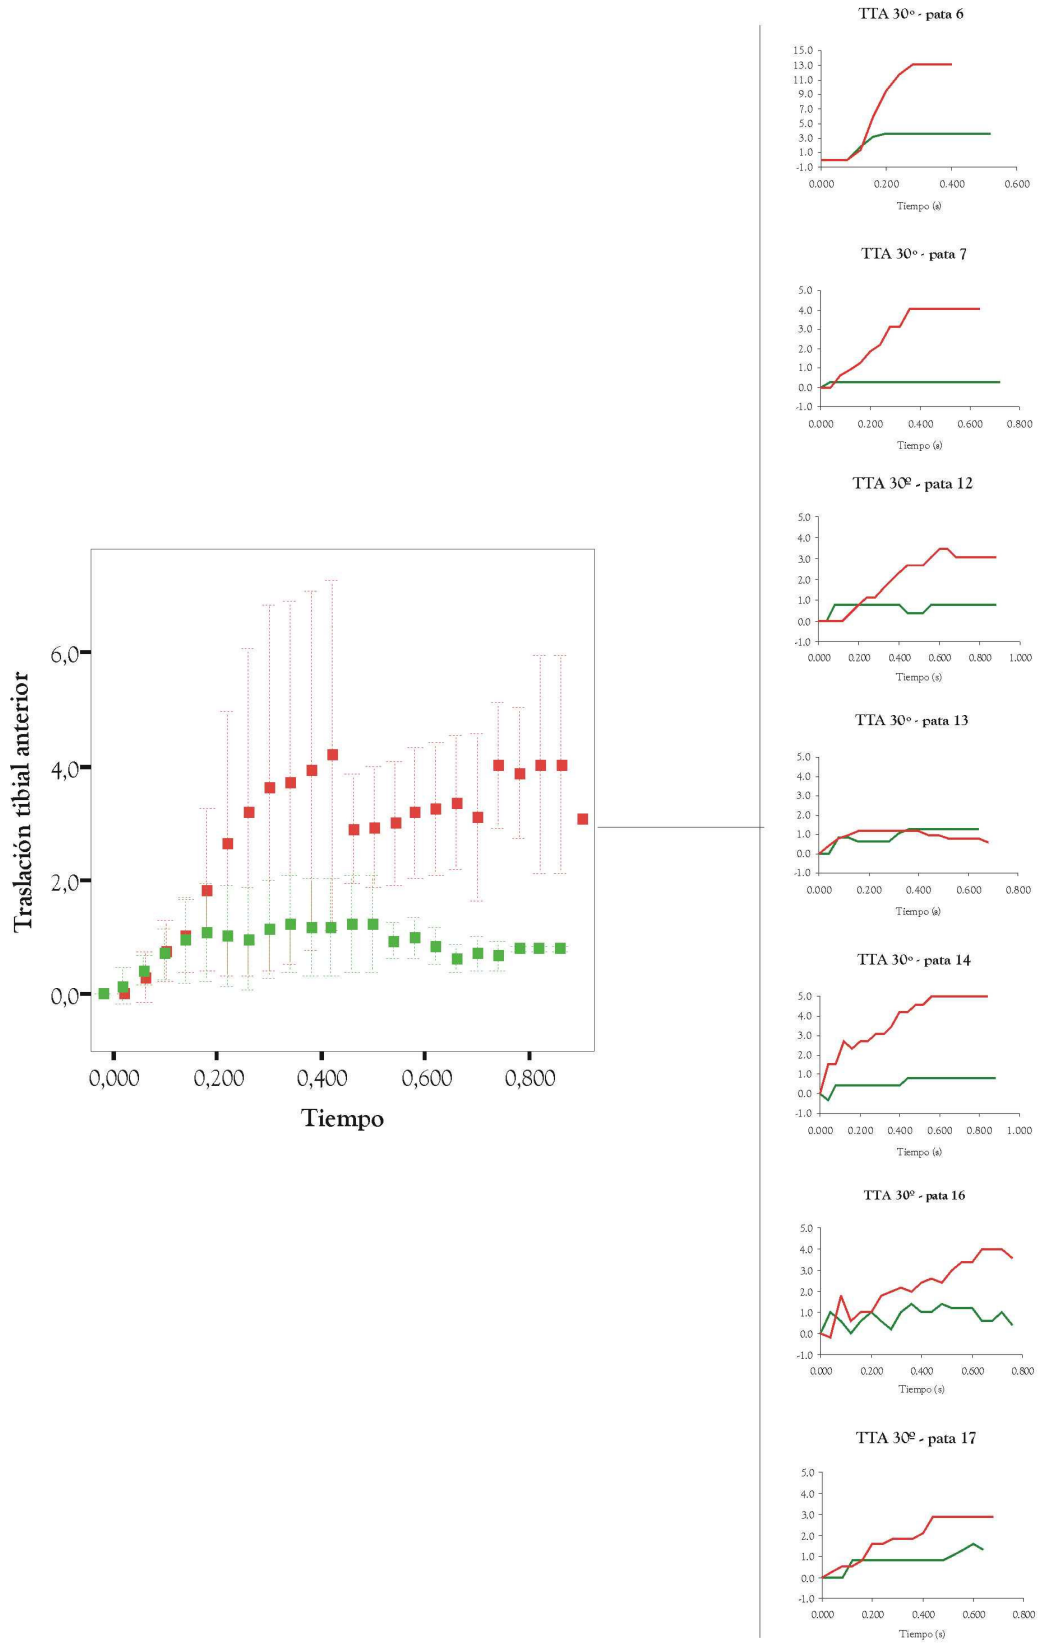 Traslación tibial anterior
6,0
4,0
2,0
0,0
0,000 0,200 0,400 0,600 0,800
Tiempo
TTA 30º - pata 6
15.0
13.0
11.0
9.0
7.0
5.0
3.0
1.0
-1.0
0.000 0.200 0.400 0.600
Tiempo (s)
TTA 30º - pata 7
5.0
4.0
3.0
2.0
1.0
0.0
-1.0
0.000 0.200 0.400 0.600 0.800
Tiempo (s)
TTA 30º - pata 12
5.0
4.0
3.0
2.0
1.0
0.0
-1.0
0.000 0.200 0.400 0.600 0.800 1.000
Tiempo (s)
TTA 30º - pata 13
5.0
4.0
3.0
2.0
1.0
0.0
-1.0
0.000 0.200 0.400 0.600 0.800
Tiempo (s)
TTA 30º - pata 14
5.0
4.0
3.0
2.0
1.0
0.0
-1.0
0.000 0.200 0.400 0.600 0.800 1.000
Tiempo (s)
TTA 30º - pata 16
5.0
4.0
3.0
2.0
1.0
0.0
-1.0
0.000 0.200 0.400 0.600 0.800
Tiempo (s)
TTA 30º - pata 17
5.0
4.0
3.0
2.0
1.0
0.0
-1.0
0.000 0.200 0.400 0.600 0.800
Tiempo (s)